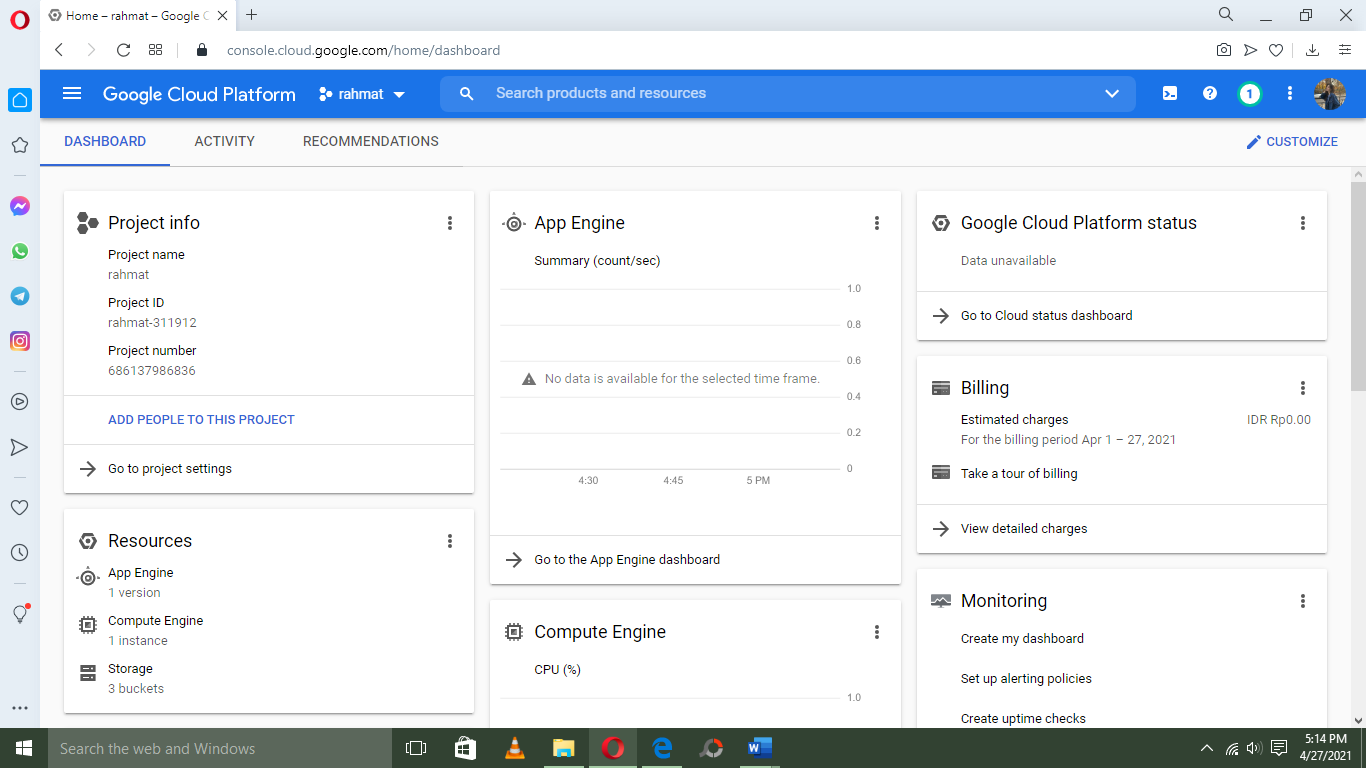 Home – rahmat – Google C
console.cloud.google.com/home/dashboard
Google Cloud Platform
rahmat
Search products and resources
1
DASHBOARD
ACTIVITY
RECOMMENDATIONS
CUSTOMIZE
Project info
Project name
rahmat
Project ID
rahmat-311912
Project number
686137986836
ADD PEOPLE TO THIS PROJECT
Go to project settings
Resources
App Engine
1 version
Compute Engine
1 instance
Storage
3 buckets
App Engine
Summary (count/sec)
1.0
0.8
0.6
No data is available for the selected time frame.
0.4
0.2
0
4:30 4:45 5 PM
Go to the App Engine dashboard
Compute Engine
CPU (%)
1.0
Google Cloud Platform status
Data unavailable
Go to Cloud status dashboard
Billing
Estimated charges IDR Rp0.00
For the billing period Apr 1 – 27, 2021
Take a tour of billing
View detailed charges
Monitoring
Create my dashboard
Set up alerting policies
Create uptime checks
Search the web and Windows
5:14 PM
4/27/2021